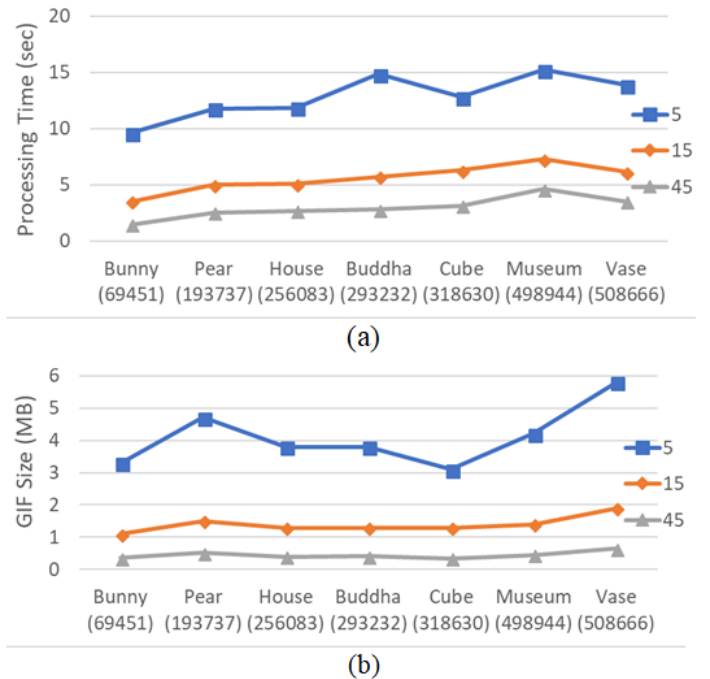 20
15
10
5
0
Processing Time (sec)
5
15
45
Bunny Pear House Buddha Cube Museum Vase
(69451) (193737) (256083) (293232) (318630) (498944) (508666)
(a)
6
5
4
3
2
1
0
GIF Size (MB)
5
15
45
Bunny Pear House Buddha Cube Museum Vase
(69451) (193737) (256083) (293232) (318630) (498944) (508666)
(b)